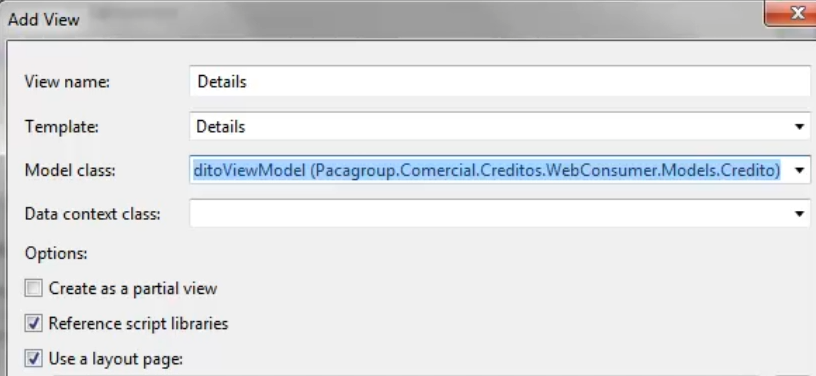 Add View
View name: Details
Template: Details
Model class: ditoViewModel (Pacagroup.Comercial.Creditos.WebConsumer.Models.Credito)
Data context class:
Options:
Create as a partial view
Reference script libraries
Use a layout page: